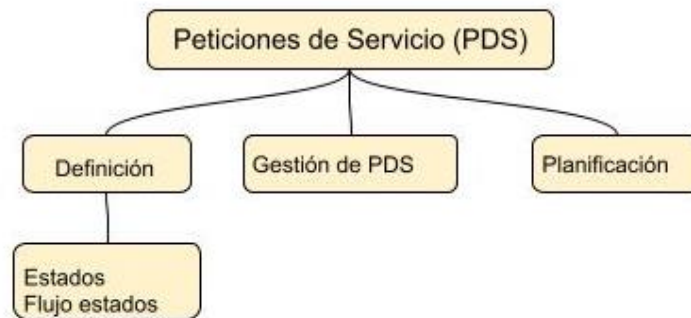 Peticiones de Servicio (PDS)
Definición
Gestión de PDS
Planificación
Estados
Flujo estados